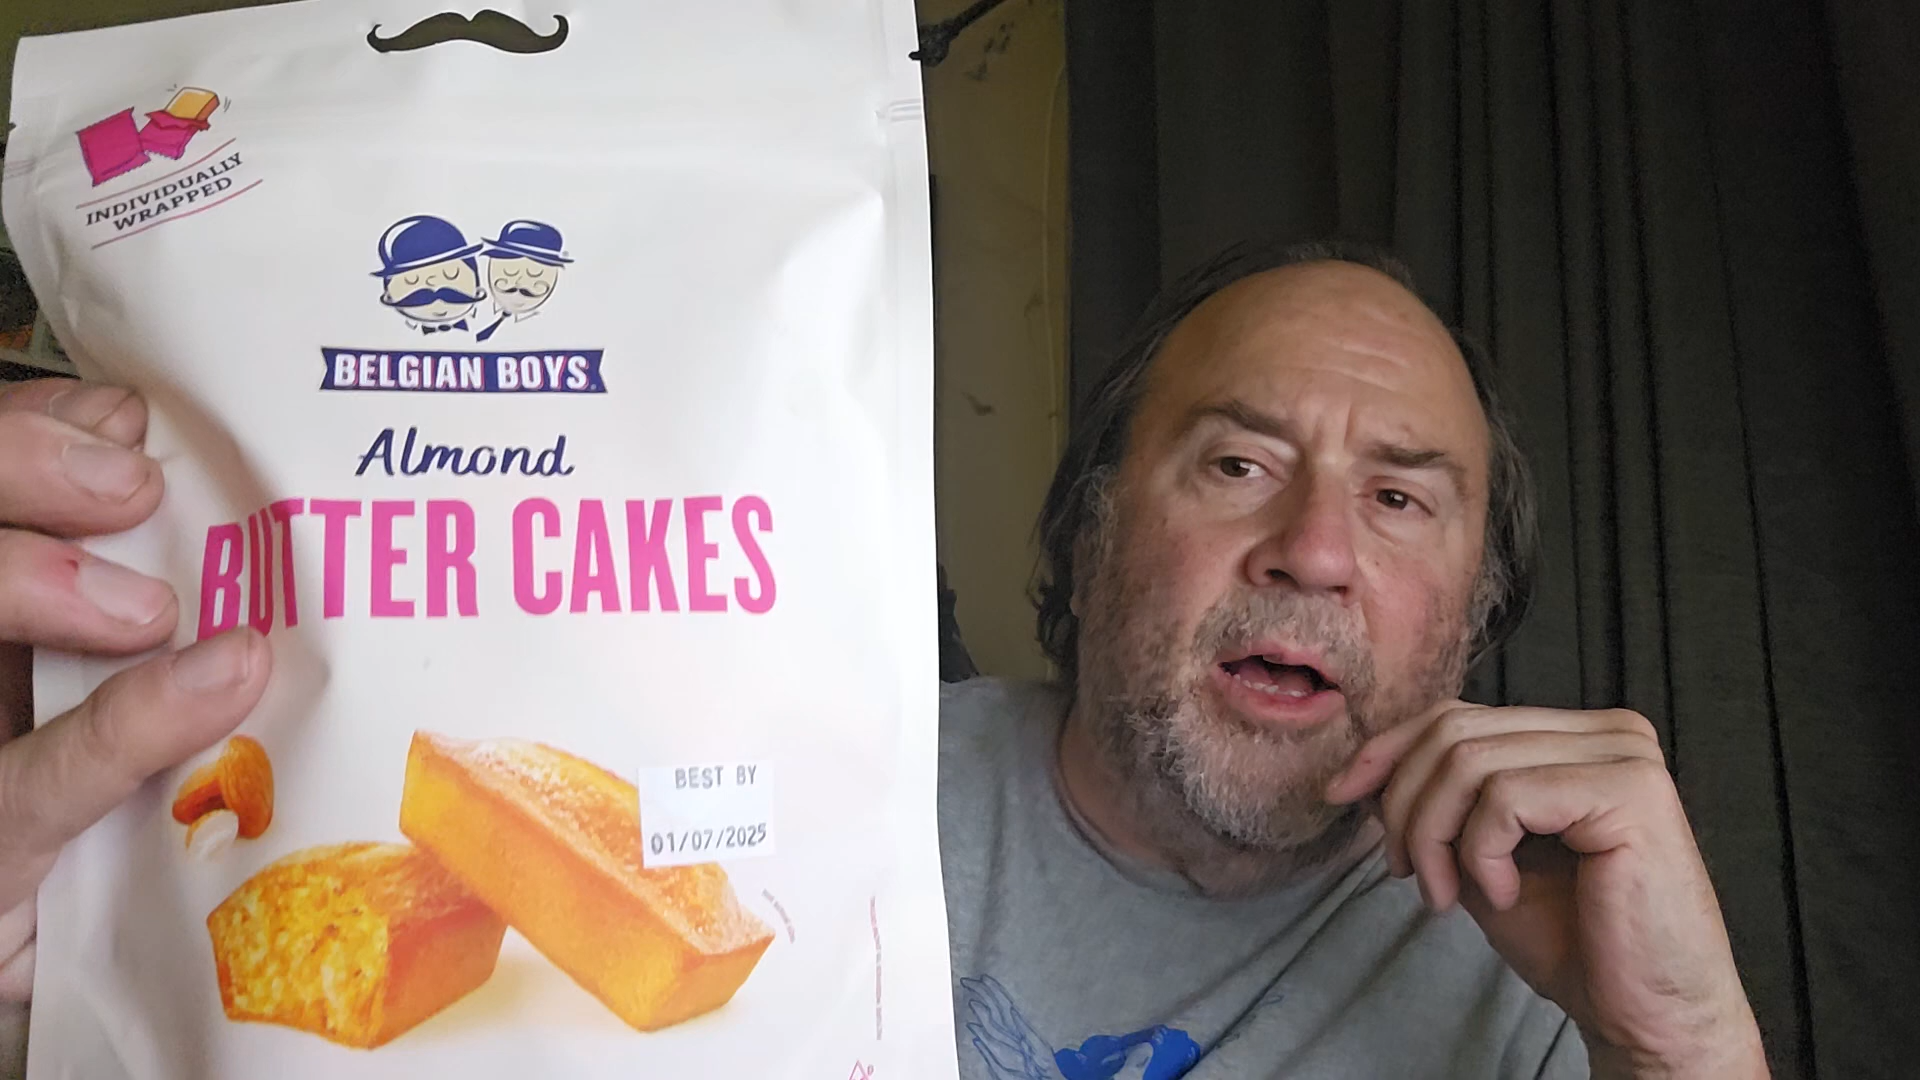 INDIVIDUALLY
WRAPPED
BELGIAN BOYS
Almond
BUTTER CAKES
BEST BY
01/07/2025